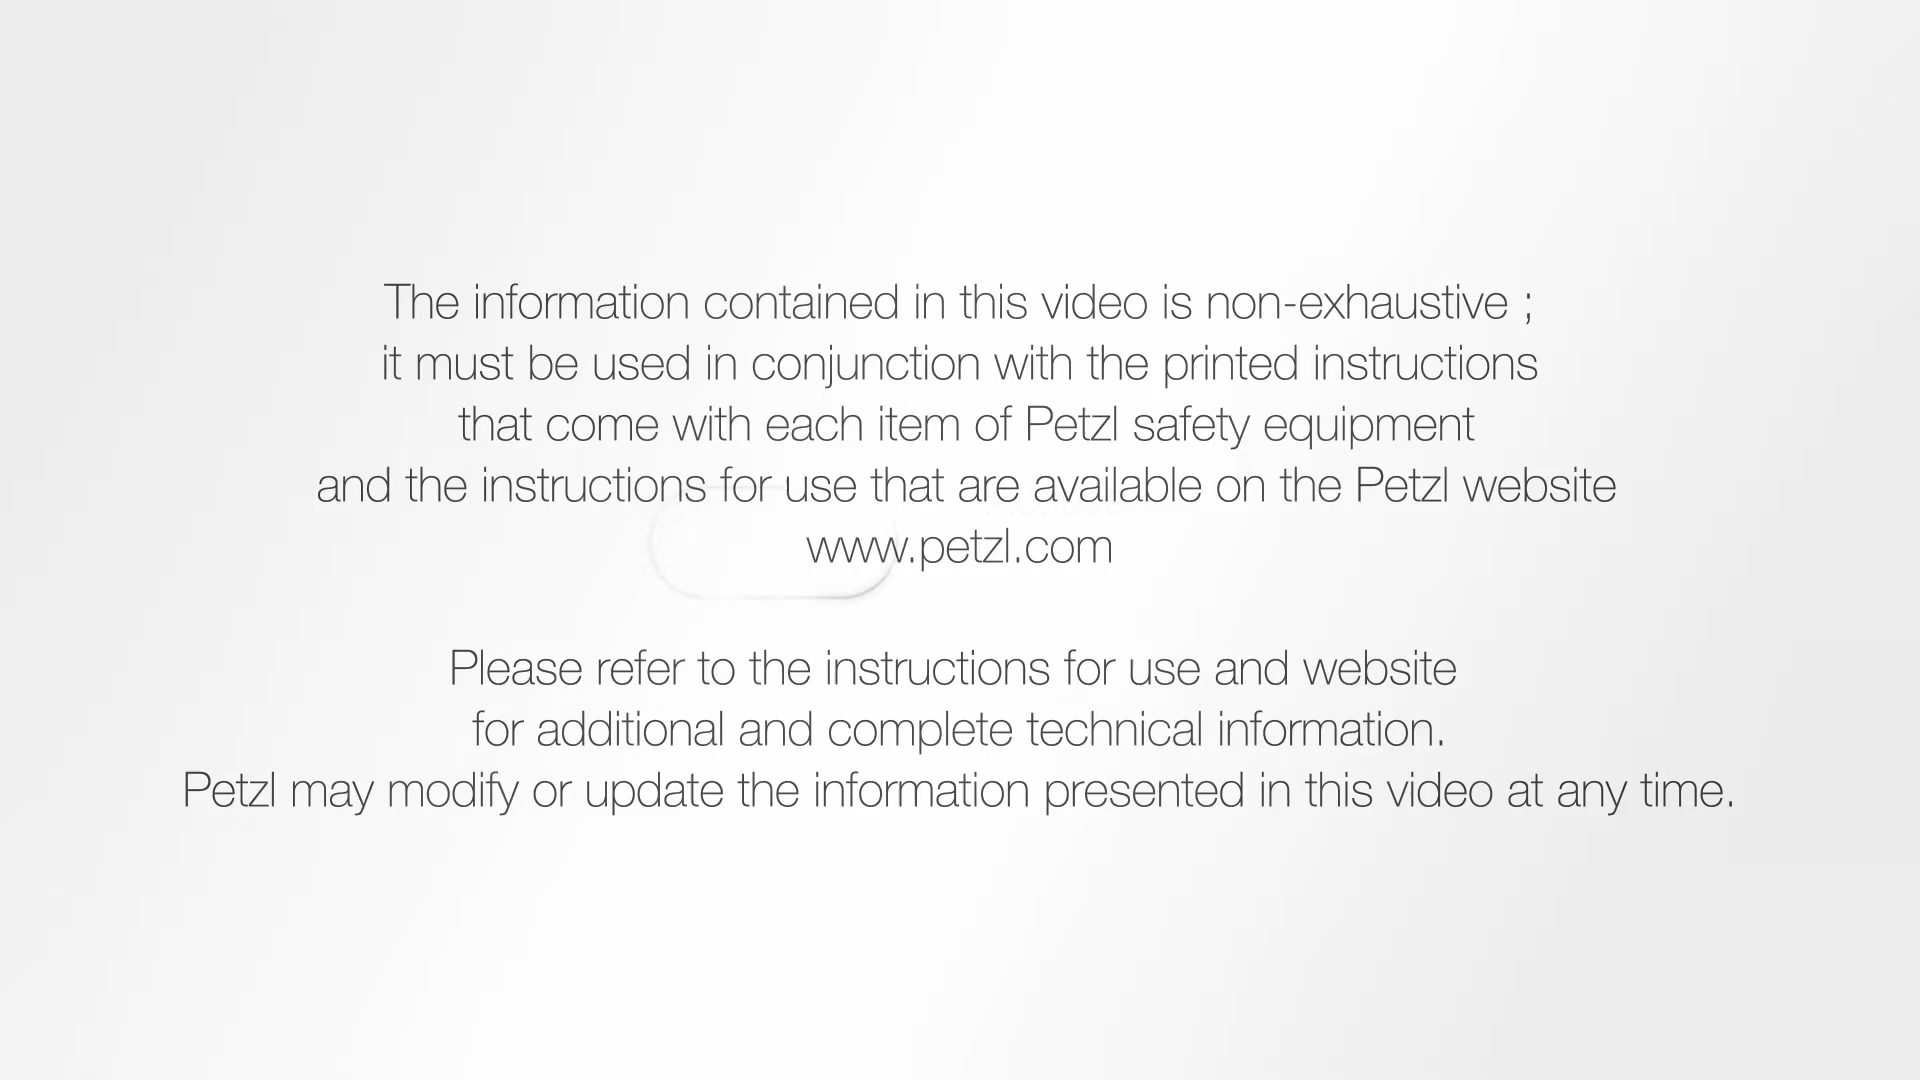 The information contained in this video is non-exhaustive ;
it must be used in conjunction with the printed instructions
that come with each item of Petzl safety equipment
and the instructions for use that are available on the Petzl website
www.petzl.com
Please refer to the instructions for use and website
for additional and complete technical information.
Petzl may modify or update the information presented in this video at any time.